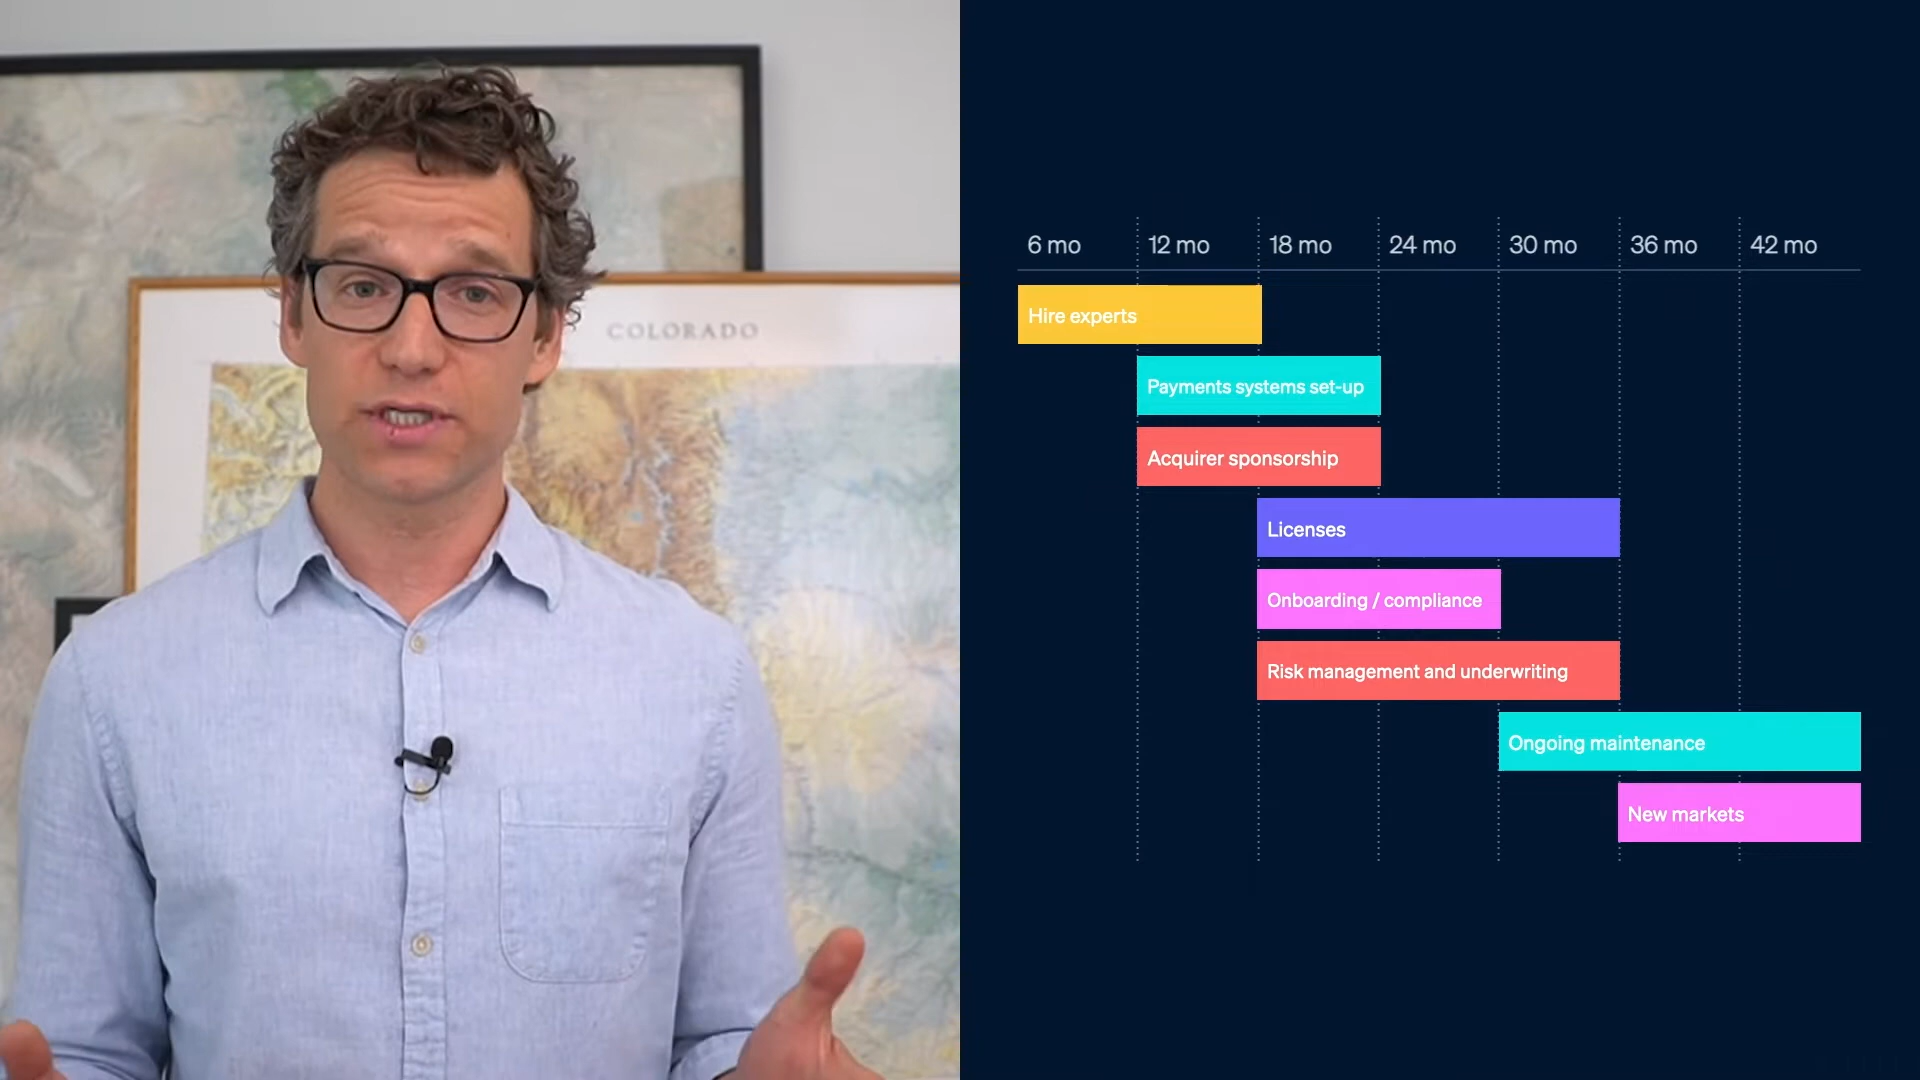 COLORADO
6 mo 12 mo 18 mo 24 mo 30 mo 36 mo 42 mo
Hire experts
Payments systems set-up
Acquirer sponsorship
Licenses
Onboarding / compliance
Risk management and underwriting
Ongoing maintenance
New markets